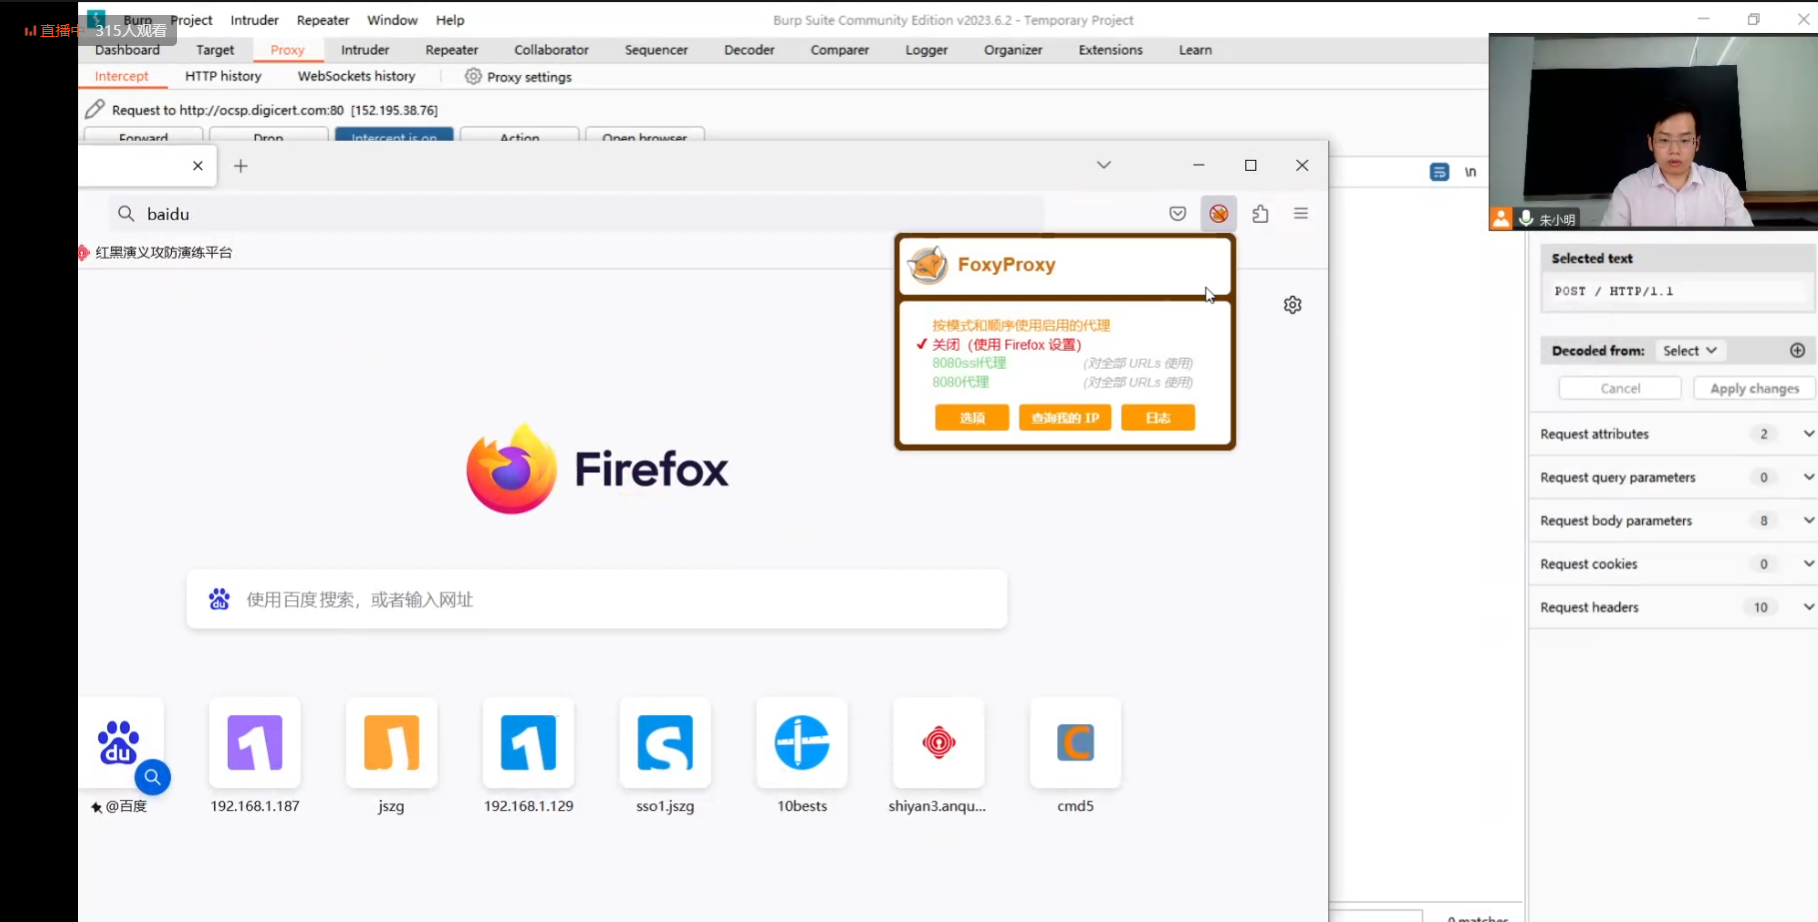 直播中
315人观看
Burp Project Intruder Repeater Window Help
Burp Suite Community Edition v2023.6.2 - Temporary Project
Dashboard Target Proxy Intruder Repeater Collaborator Sequencer Decoder Comparer Logger Organizer Extensions Learn
Intercept HTTP history WebSockets history Proxy settings
Request to http://ocsp.digicert.com:80 [152.195.38.76]
Forward Drop Intercept is on Action Open browser
\n
朱小明
baidu
红黑演义攻防演练平台
FoxyProxy
按模式和顺序使用启用的代理
✓ 关闭（使用 Firefox 设置）
8080ssl代理 (对全部 URLs 使用)
8080代理 (对全部 URLs 使用)
选项 查询我的 IP 日志
Firefox
使用百度搜索，或者输入网址
@百度
192.168.1.187
jszg
192.168.1.129
sso1.jszg
10bests
shiyan3.anqu...
cmd5
Selected text
POST / HTTP/1.1
Decoded from: Select
Cancel Apply changes
Request attributes 2
Request query parameters 0
Request body parameters 8
Request cookies 0
Request headers 10
0 matches